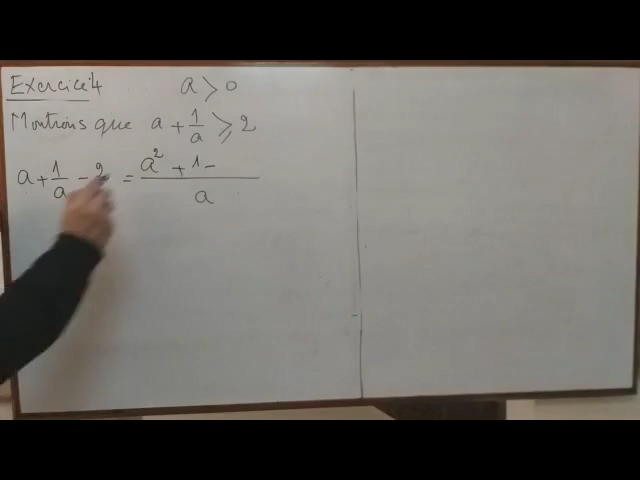 Exercice:4 a > 0
Montrons que a + 1/a ⩾ 2
a + 1/a - 2 = (a² + 1 -)/a